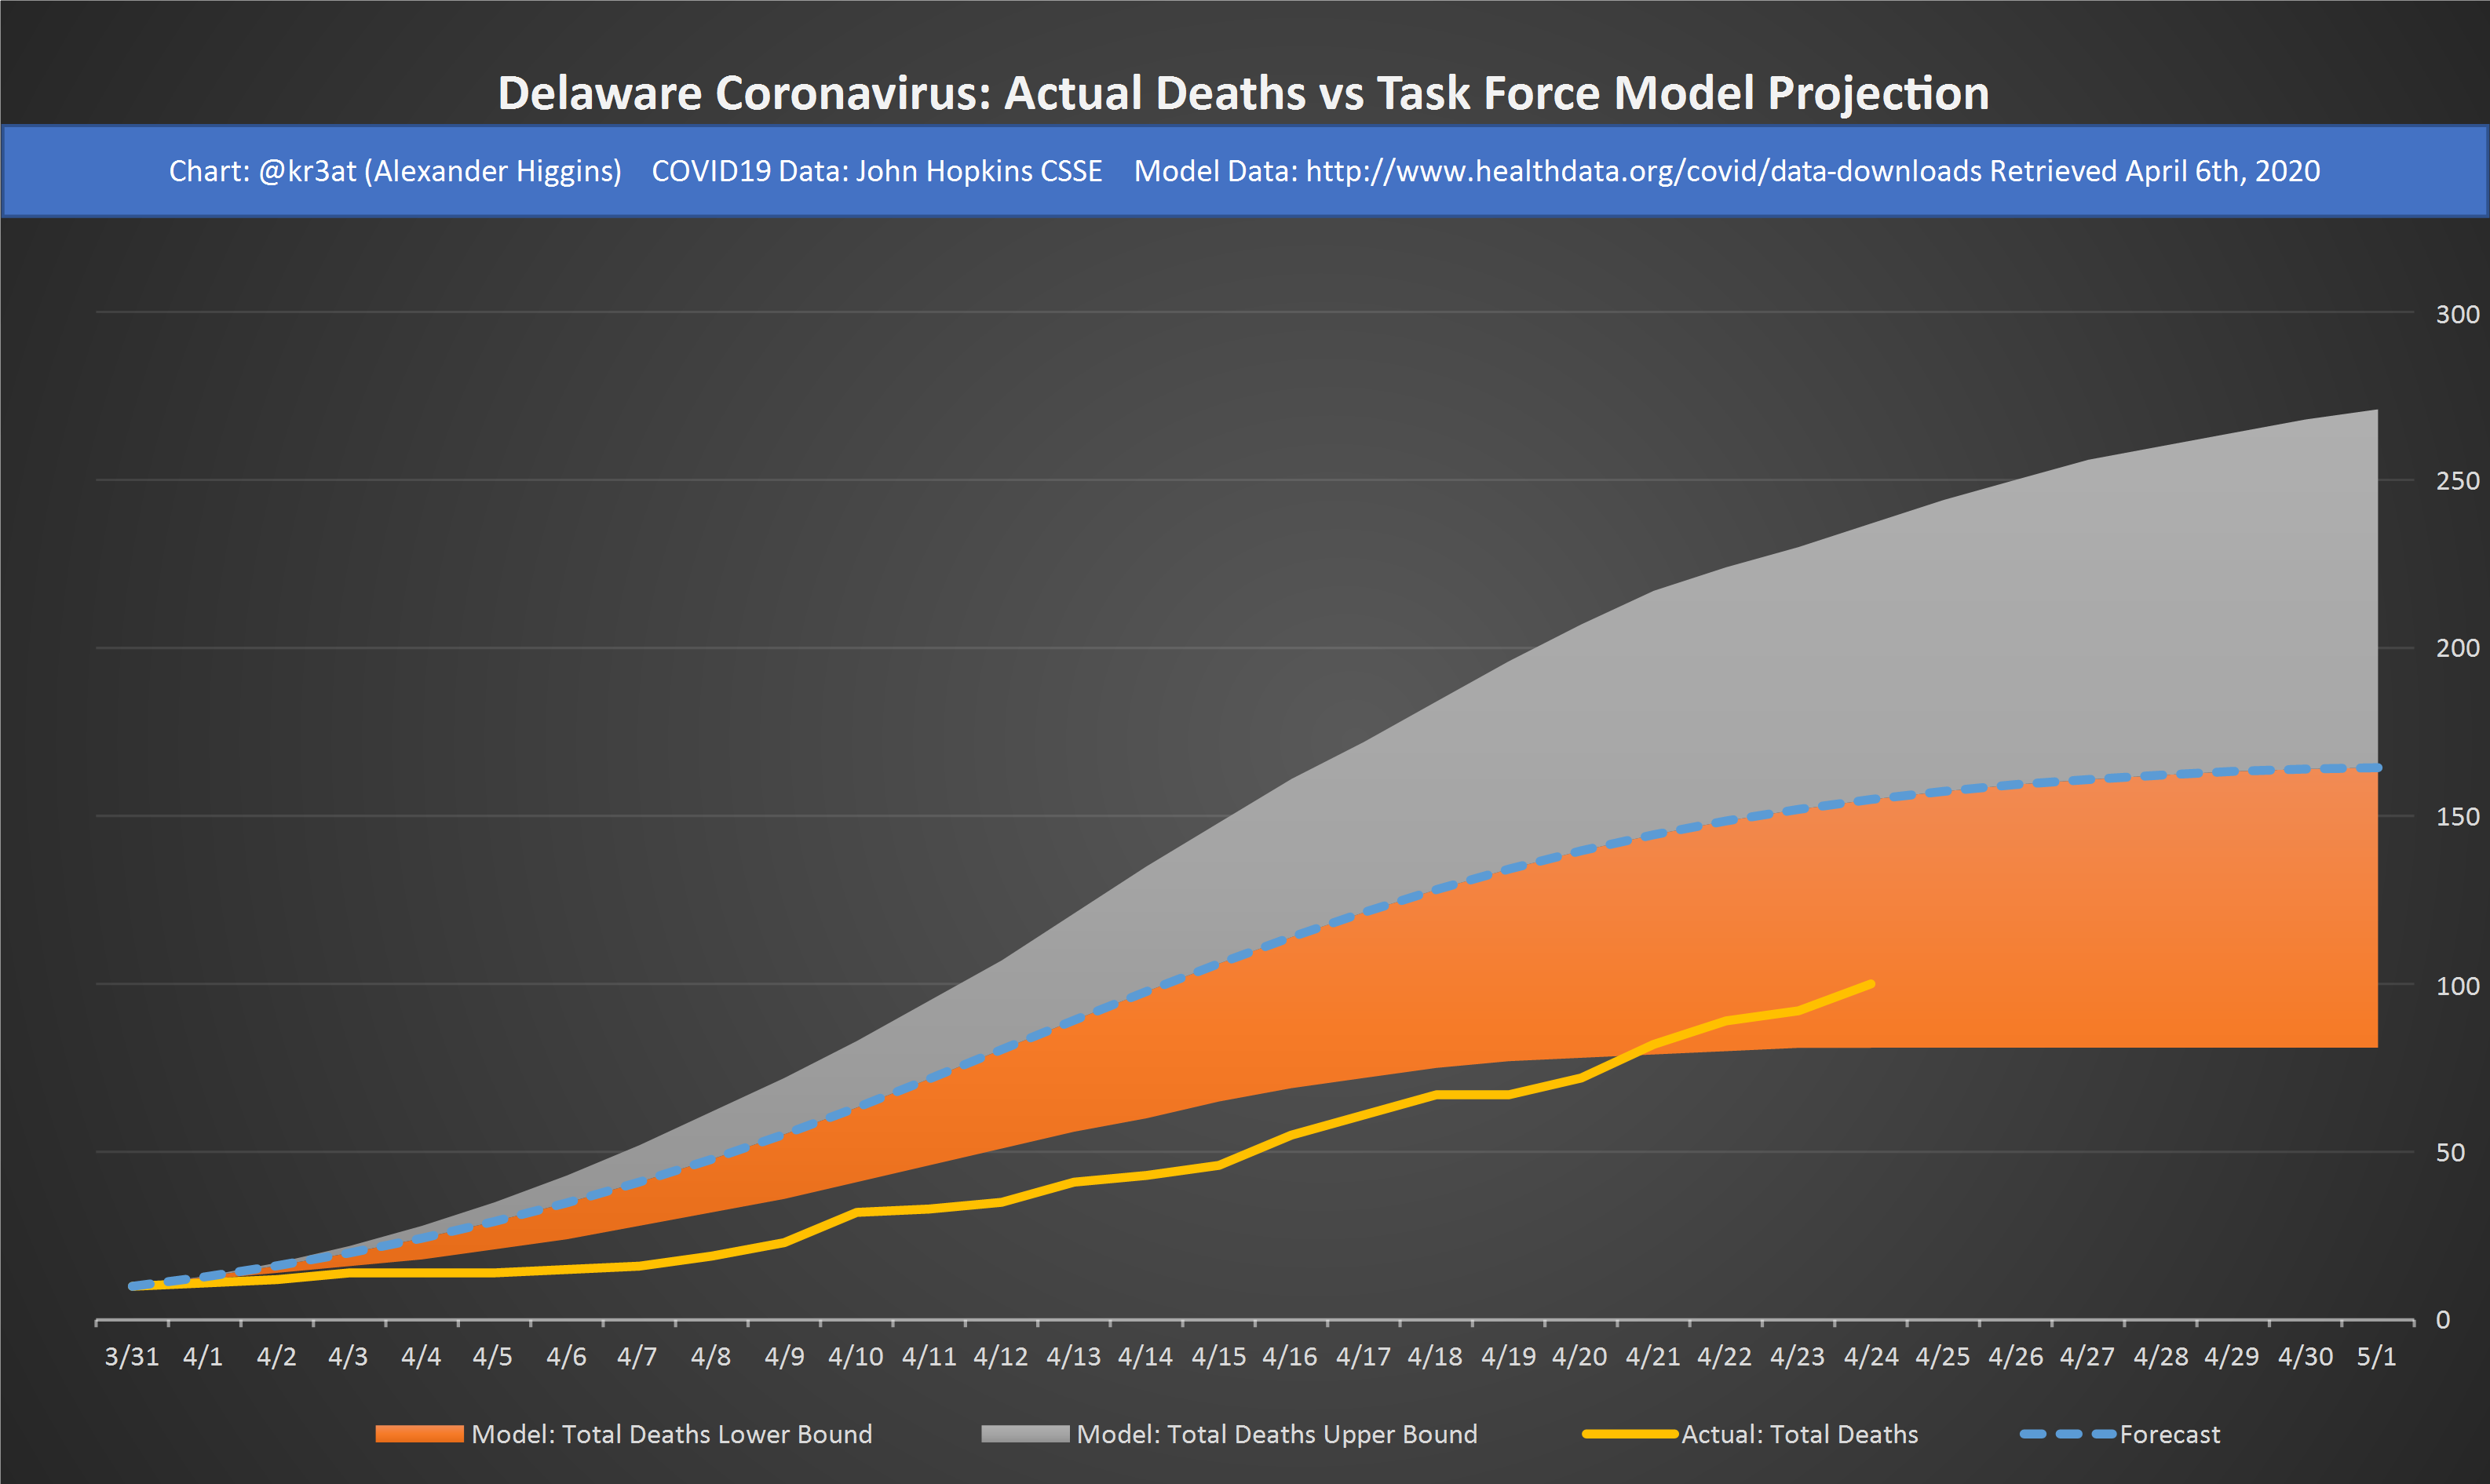 Delaware Coronavirus: Actual Deaths vs Task Force Model Projection
Chart: @kr3at (Alexander Higgins) COVID19 Data: John Hopkins CSSE Model Data: http://www.healthdata.org/covid/data-downloads Retrieved April 6th, 2020
300
250
200
150
100
50
0
3/31 4/1 4/2 4/3 4/4 4/5 4/6 4/7 4/8 4/9 4/10 4/11 4/12 4/13 4/14 4/15 4/16 4/17 4/18 4/19 4/20 4/21 4/22 4/23 4/24 4/25 4/26 4/27 4/28 4/29 4/30 5/1
Model: Total Deaths Lower Bound Model: Total Deaths Upper Bound Actual: Total Deaths Forecast